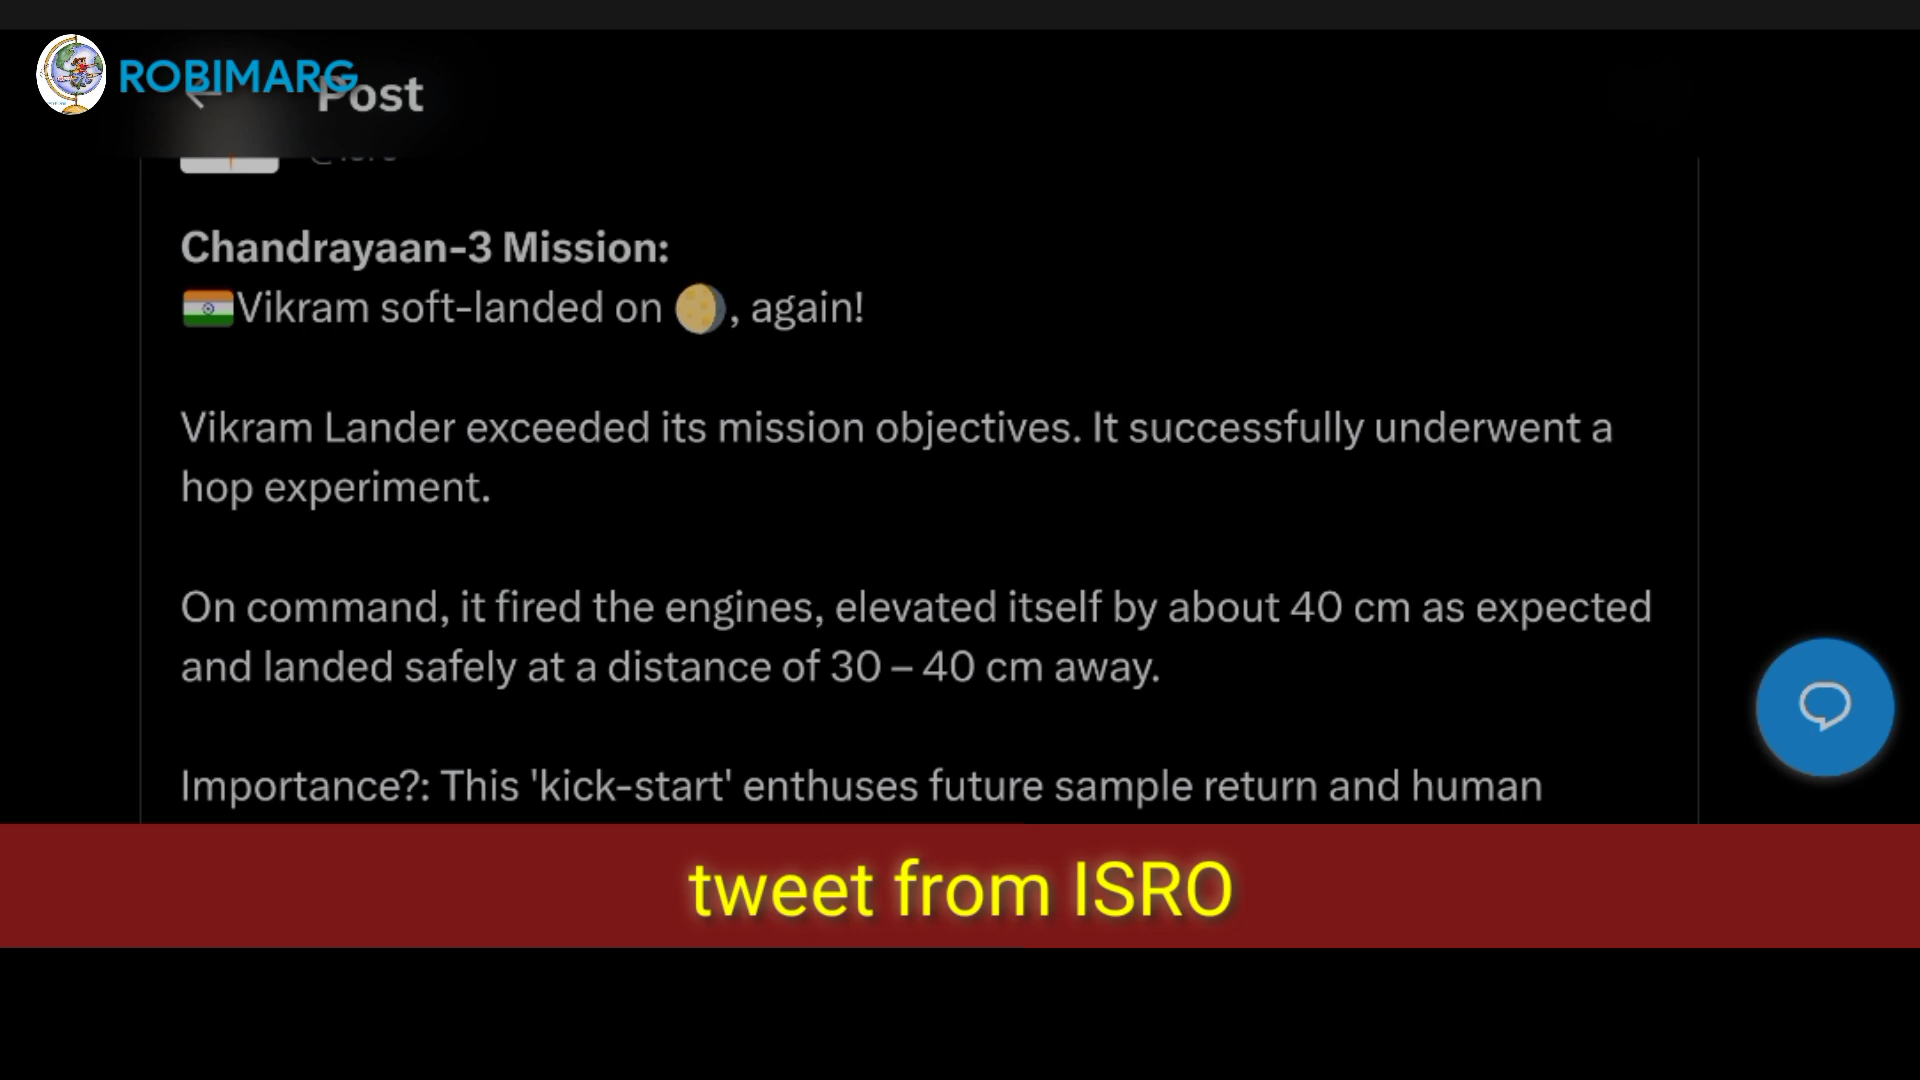 ROBIMARG
Post
Chandrayaan-3 Mission:
🇮🇳Vikram soft-landed on 🌖, again!
Vikram Lander exceeded its mission objectives. It successfully underwent a
hop experiment.
On command, it fired the engines, elevated itself by about 40 cm as expected
and landed safely at a distance of 30 – 40 cm away.
Importance?: This 'kick-start' enthuses future sample return and human
tweet from ISRO